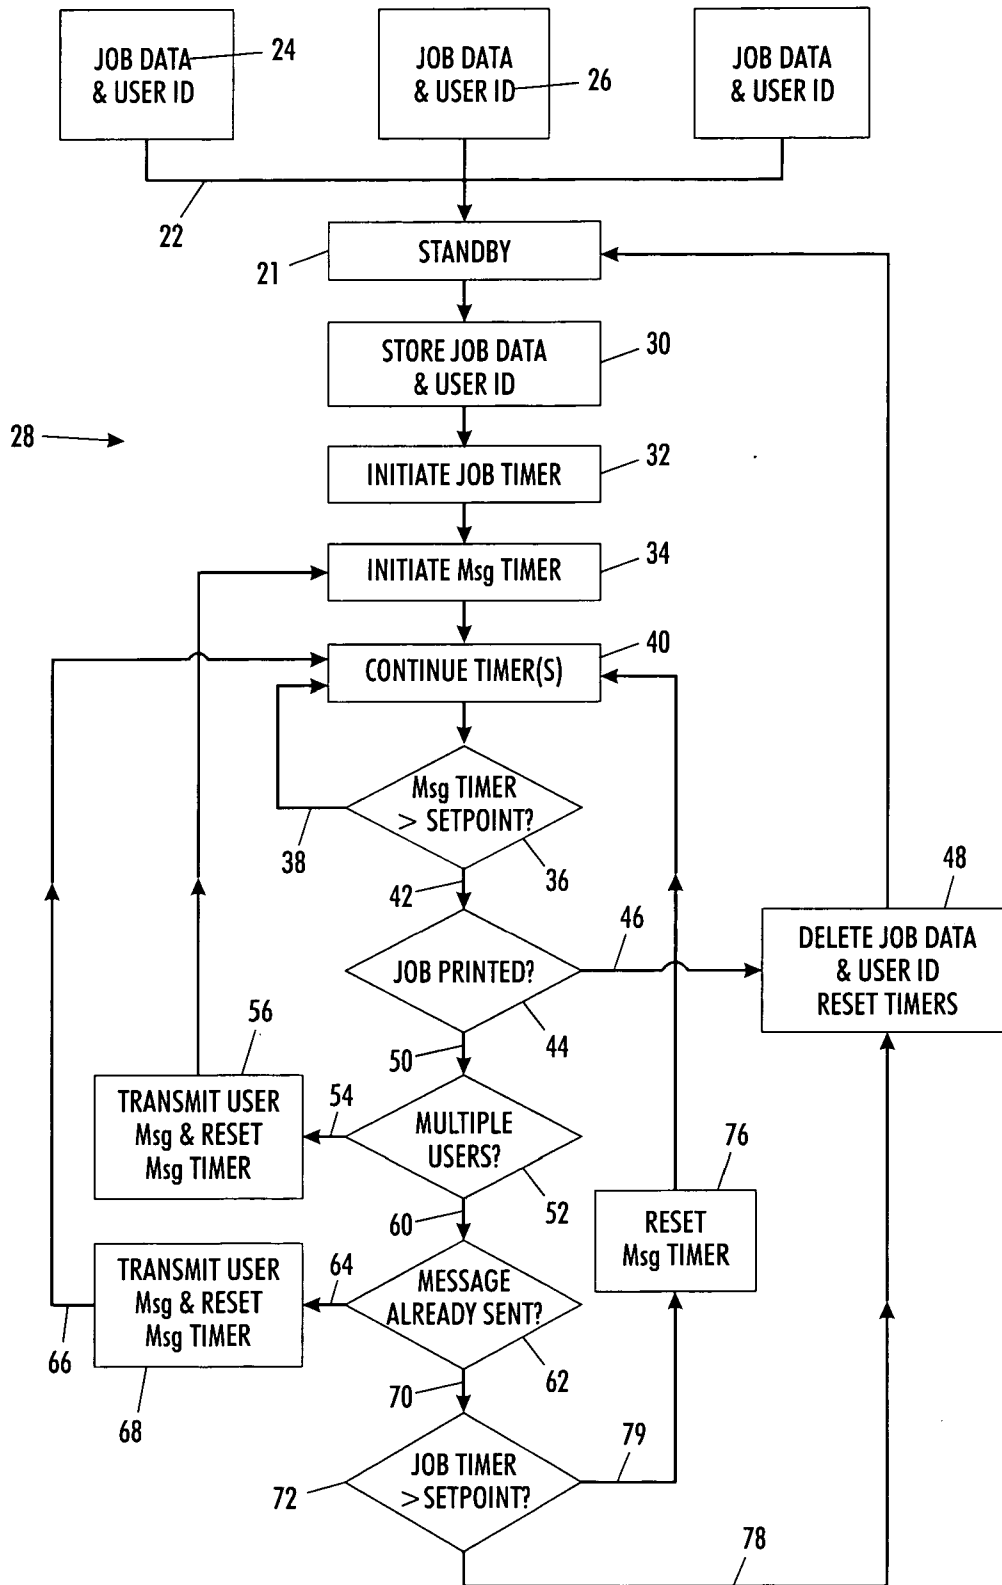 JOB DATA
& USER ID
24
JOB DATA
& USER ID
26
JOB DATA
& USER ID
22
STANDBY
21
STORE JOB DATA
& USER ID
30
28
INITIATE JOB TIMER
32
INITIATE Msg TIMER
34
CONTINUE TIMER(S)
40
Msg TIMER
> SETPOINT?
38
36
42
JOB PRINTED?
46
44
48
DELETE JOB DATA
& USER ID
RESET TIMERS
50
56
TRANSMIT USER
Msg & RESET
Msg TIMER
54
MULTIPLE
USERS?
52
76
RESET
Msg TIMER
60
TRANSMIT USER
Msg & RESET
Msg TIMER
64
MESSAGE
ALREADY SENT?
62
66
68
70
JOB TIMER
> SETPOINT?
72
79
78